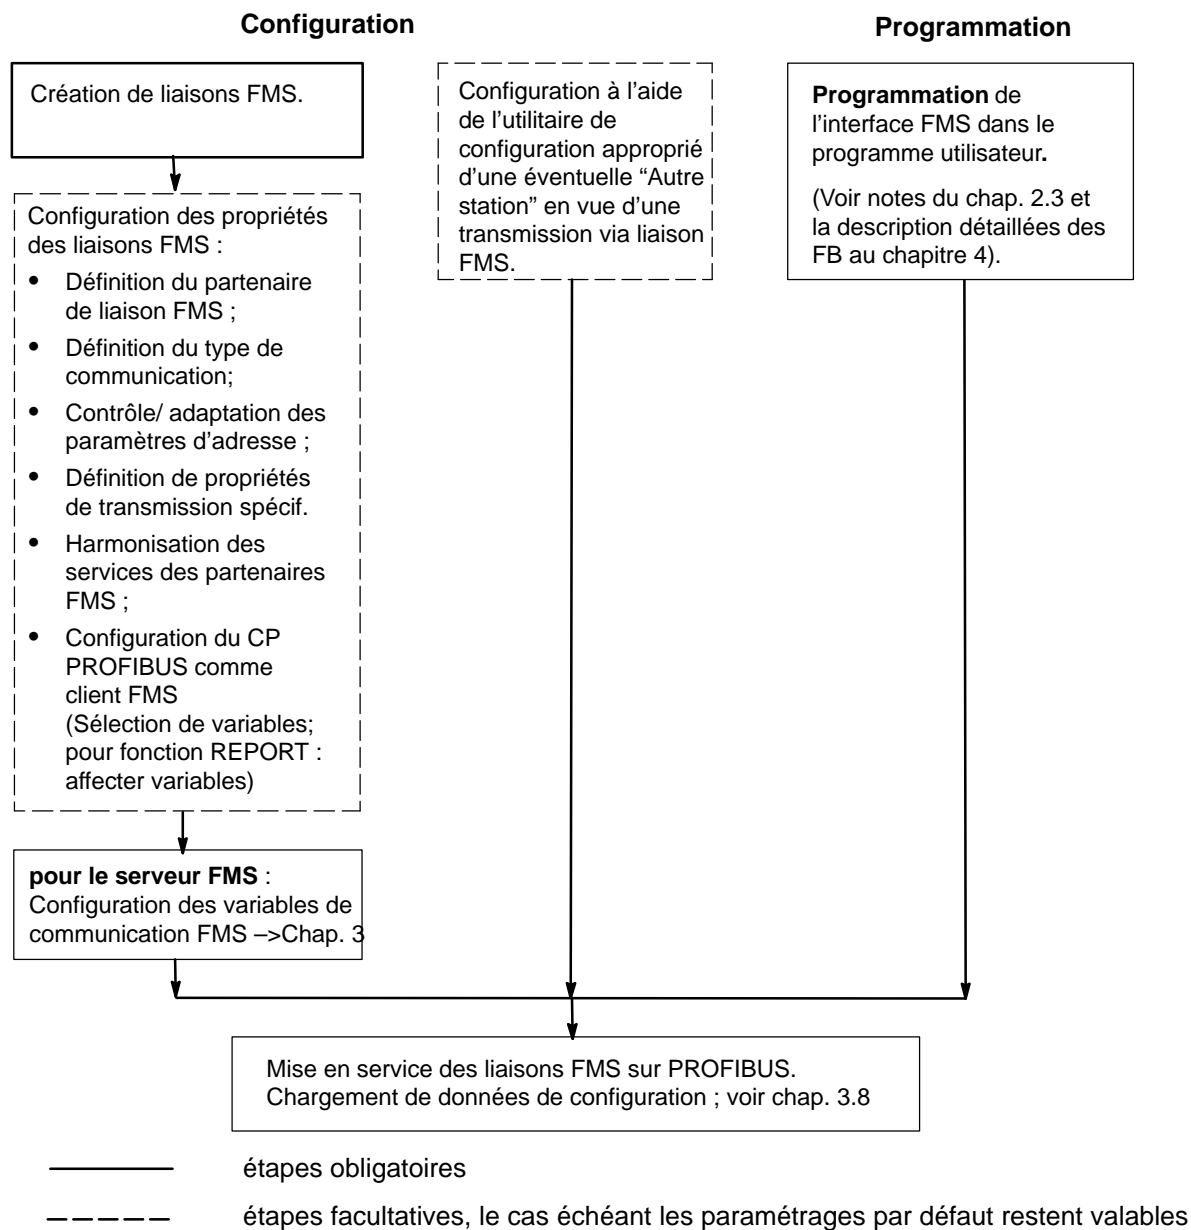 Configuration
Programmation
Création de liaisons FMS.
Configuration des propriétés
des liaisons FMS :
• Définition du partenaire
de liaison FMS ;
• Définition du type de
communication;
• Contrôle/ adaptation des
paramètres d'adresse ;
• Définition de propriétés
de transmission spécif.
• Harmonisation des
services des partenaires
FMS ;
• Configuration du CP
PROFIBUS comme
client FMS
(Sélection de variables;
pour fonction REPORT :
affecter variables)
pour le serveur FMS :
Configuration des variables de
communication FMS –>Chap. 3
Configuration à l'aide
de l'utilitaire de
configuration approprié
d'une éventuelle “Autre
station” en vue d'une
transmission via liaison
FMS.
Programmation de
l'interface FMS dans le
programme utilisateur.
(Voir notes du chap. 2.3 et
la description détaillées des
FB au chapitre 4).
Mise en service des liaisons FMS sur PROFIBUS.
Chargement de données de configuration ; voir chap. 3.8
étapes obligatoires
étapes facultatives, le cas échéant les paramétrages par défaut restent valables